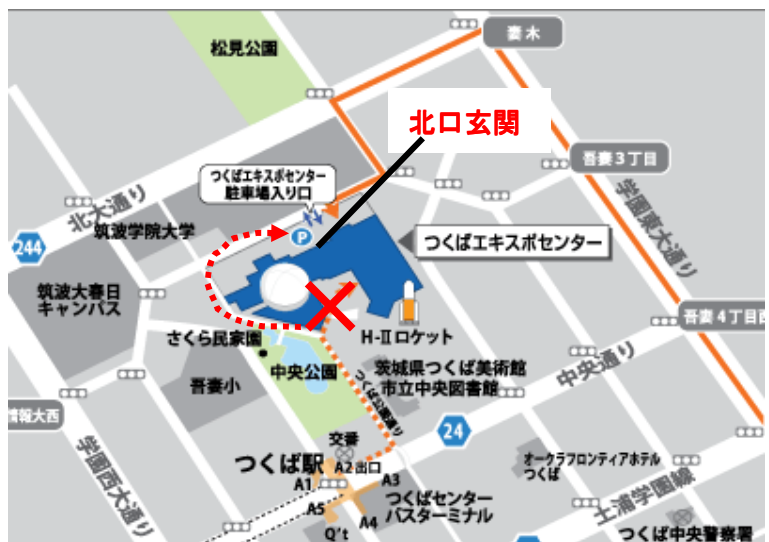 松見公園
妻木
北口玄関
つくばエキスポセンター
駐車場入り口
吾妻3丁目
北大通り
学園東大通り
筑波学院大学
P
244
つくばエキスポセンター
筑波大春日
キャンパス
さくら民家園
H-Ⅱロケット
吾妻4丁目西
中央公園
茨城県つくば美術館
市立中央図書館
中央通り
吾妻小
つくば公園通り
情報大西
24
交番
学園西大通り
つくば駅
A2出口
A1
A3
オークラフロンティアホテル
つくば
土浦学園線
A5
A4
つくばセンター
バスターミナル
Q't
つくば中央警察署